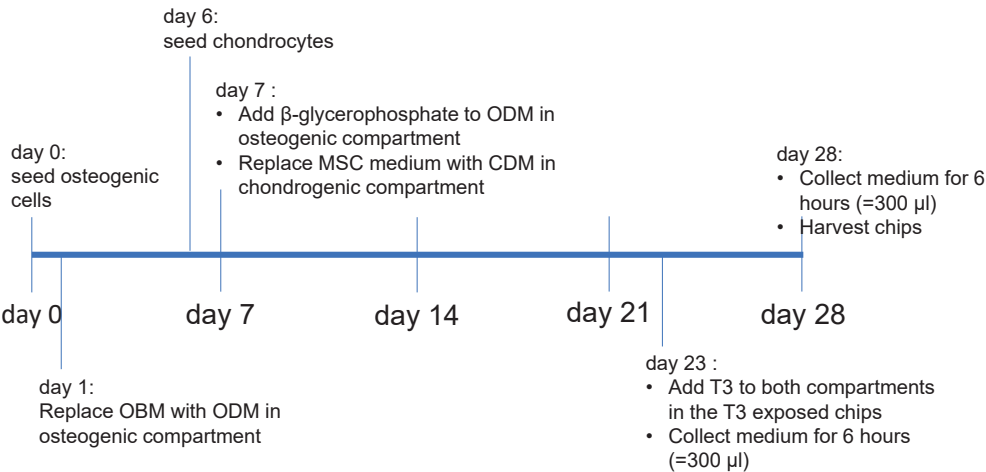 day 6:
seed chondrocytes
day 7 :
• Add β-glycerophosphate to ODM in
osteogenic compartment
• Replace MSC medium with CDM in
chondrogenic compartment
day 0:
seed osteogenic
cells
day 28:
• Collect medium for 6
hours (=300 µl)
• Harvest chips
day 0
day 7
day 14
day 21
day 28
day 1:
Replace OBM with ODM in
osteogenic compartment
day 23 :
• Add T3 to both compartments
in the T3 exposed chips
• Collect medium for 6 hours
(=300 µl)